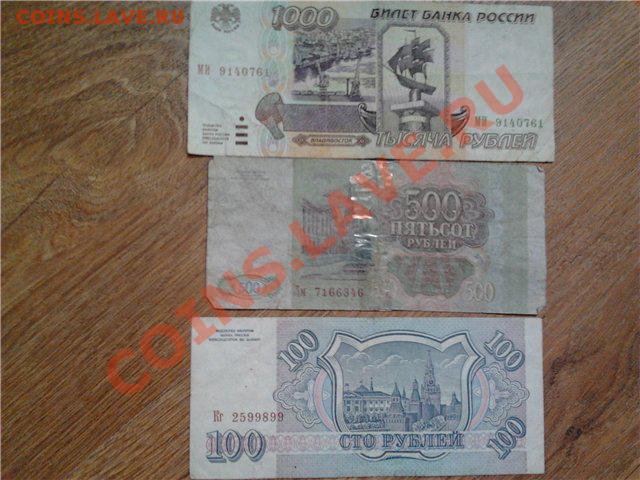 COINS.LAVE.RU
1000
БИЛЕТ БАНКА РОССИИ
МИ 9140761
МИ 9140761
ВЛАДИВОСТОК
ТЫСЯЧА РУБЛЕЙ
500
ПЯТЬСОТ
РУБЛЕЙ
500
Зм 7166346
500
100
100
Кг 2599899
100
СТО РУБЛЕЙ
100
COINS.LAVE.RU